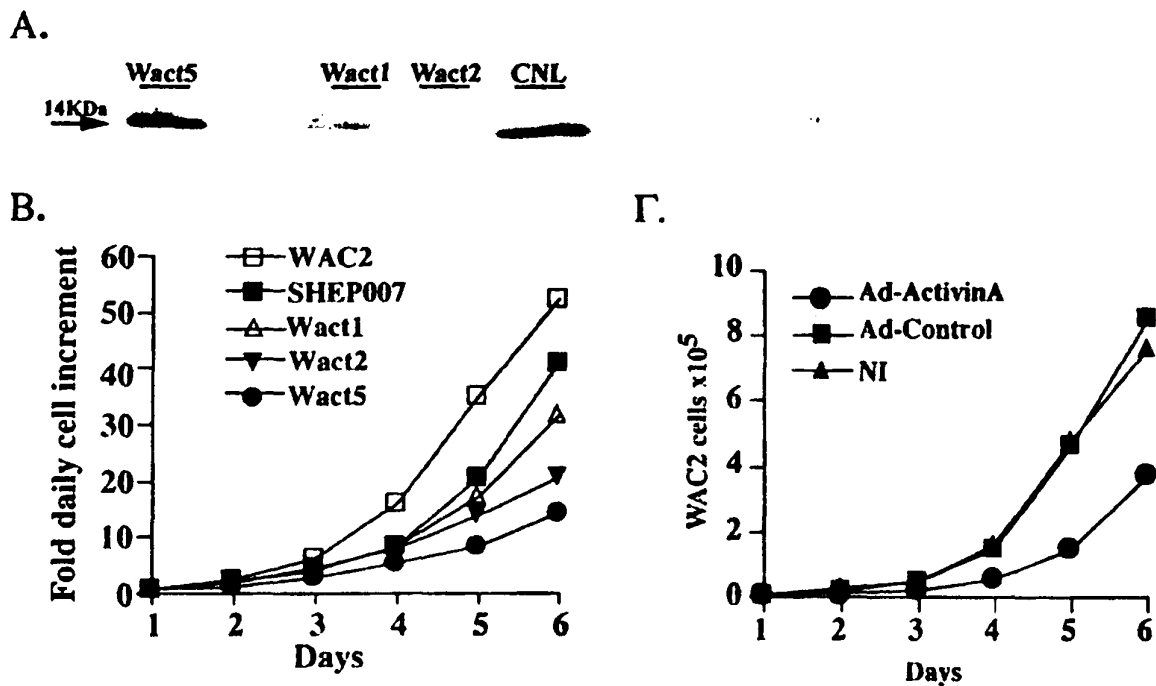 A.
Wact5 Wact1 Wact2 CNL
14KDa
B.
Fold daily cell increment
60
50
40
30
20
10
0
WAC2
SHEP007
Wact1
Wact2
Wact5
1 2 3 4 5 6
Days
Γ.
WAC2 cells x10⁵
10
8
6
4
2
0
Ad-ActivinA
Ad-Control
NI
1 2 3 4 5 6
Days